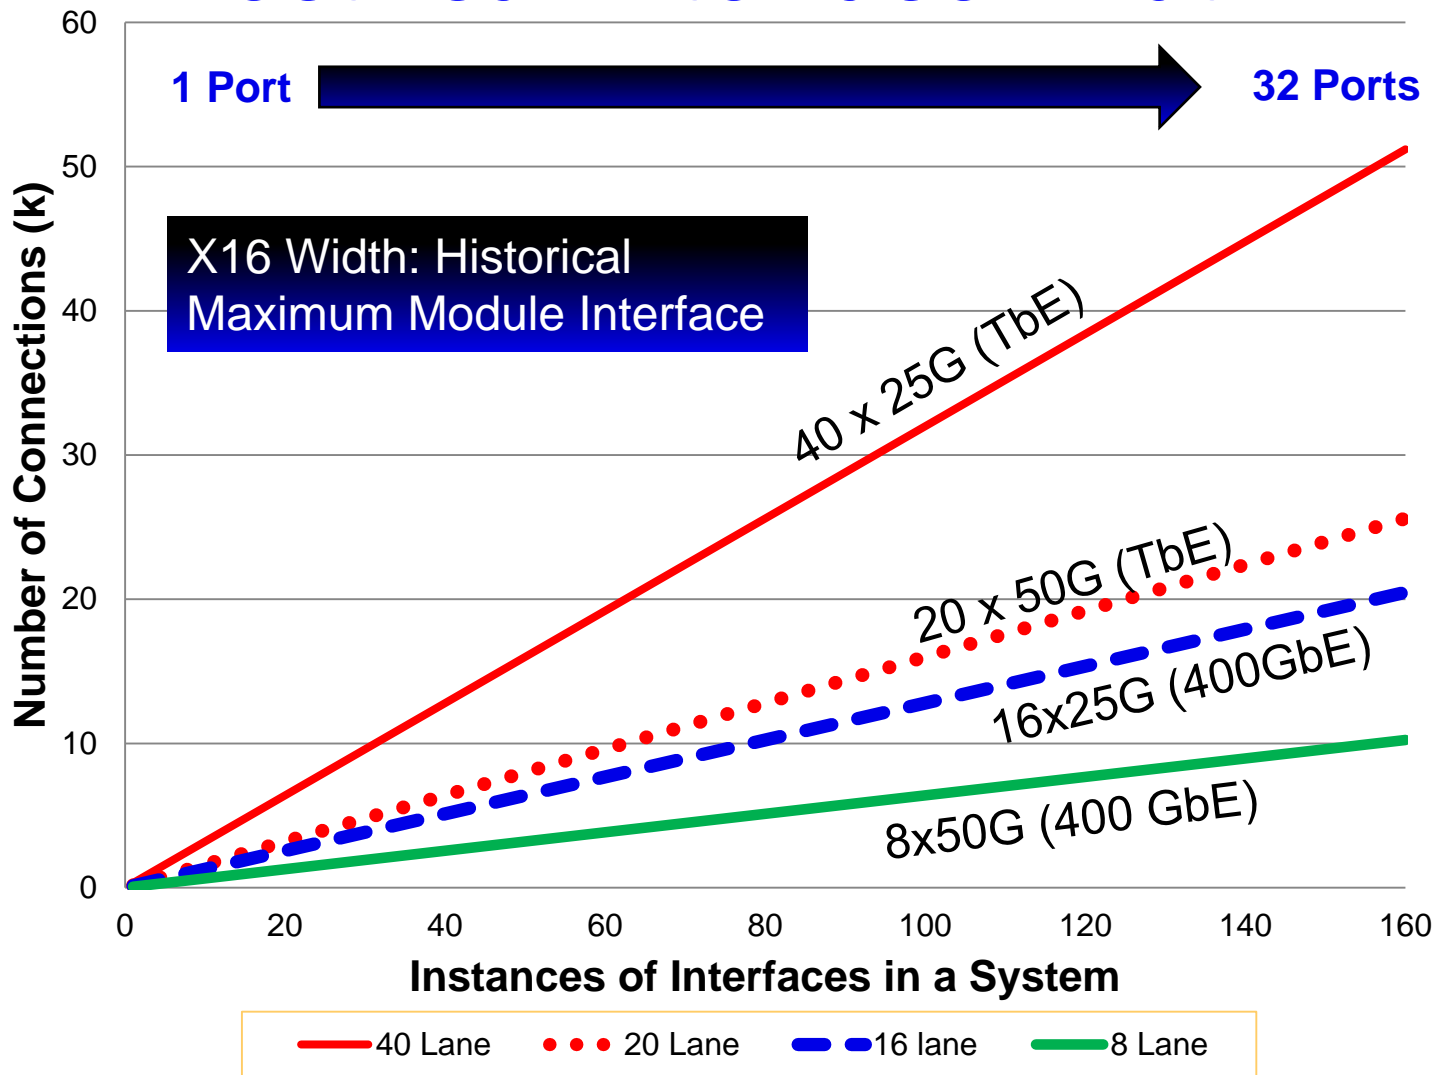 60
1 Port
32 Ports
50
X16 Width: Historical
Maximum Module Interface
40
40 x 25G (TbE)
30
20 x 50G (TbE)
20
16x25G (400GbE)
10
8x50G (400 GbE)
0
Number of Connections (k)
0 20 40 60 80 100 120 140 160
Instances of Interfaces in a System
40 Lane 20 Lane 16 lane 8 Lane